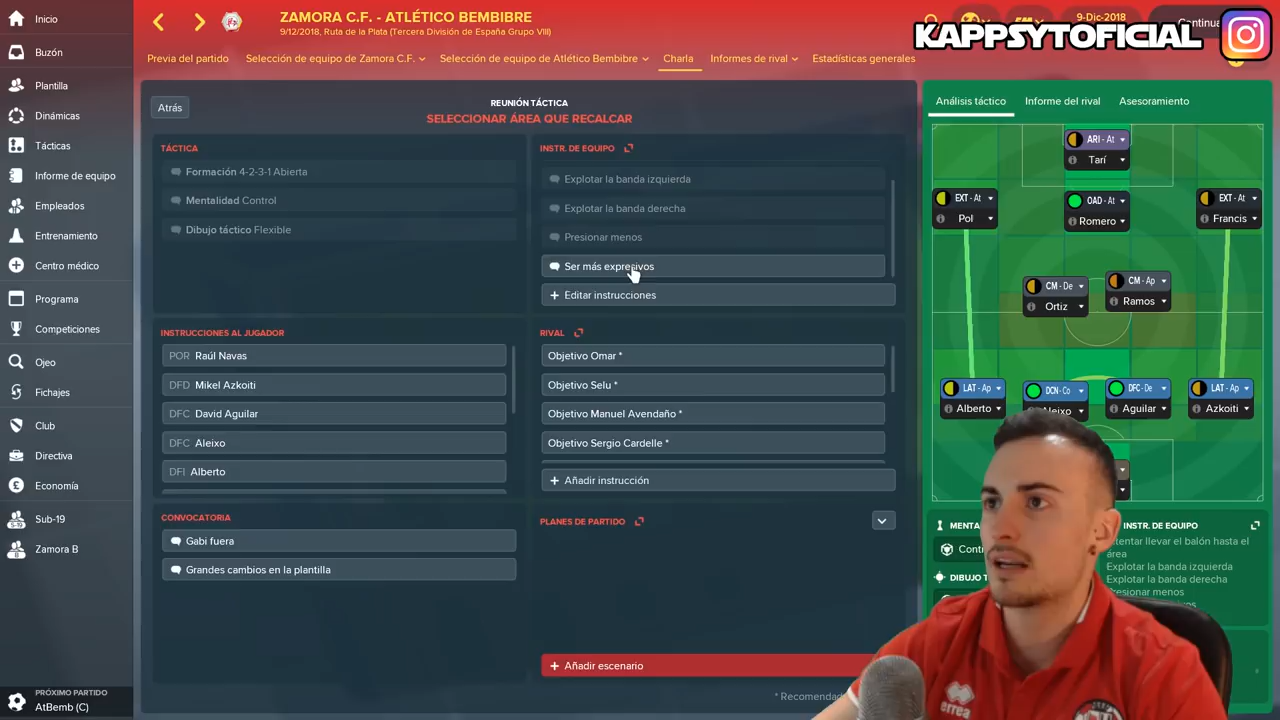 Inicio
Buzón
Plantilla
Dinámicas
Tácticas
Informe de equipo
Empleados
Entrenamiento
Centro médico
Programa
Competiciones
Ojeo
Fichajes
Club
Directiva
Economía
Sub-19
Zamora B
PRÓXIMO PARTIDO
AtBemb (C)
ZAMORA C.F. - ATLÉTICO BEMBIBRE
9/12/2018, Ruta de la Plata (Tercera División de España Grupo VIII)
9-Dic-2018
KAPPSYTOFICIAL
Previa del partido
Selección de equipo de Zamora C.F.
Selección de equipo de Atlético Bembibre
Charla
Informes de rival
Estadísticas generales
Atrás
REUNIÓN TÁCTICA
SELECCIONAR ÁREA QUE RECALCAR
TÁCTICA
Formación 4-2-3-1 Abierta
Mentalidad Control
Dibujo táctico Flexible
INSTR. DE EQUIPO
Explotar la banda izquierda
Explotar la banda derecha
Presionar menos
Ser más expresivos
+ Editar instrucciones
INSTRUCCIONES AL JUGADOR
POR Raúl Navas
DFD Mikel Azkoiti
DFC David Aguilar
DFC Aleixo
DFI Alberto
RIVAL
Objetivo Omar *
Objetivo Selu *
Objetivo Manuel Avendaño *
Objetivo Sergio Cardelle *
+ Añadir instrucción
CONVOCATORIA
Gabi fuera
Grandes cambios en la plantilla
PLANES DE PARTIDO
+ Añadir escenario
Análisis táctico
Informe del rival
Asesoramiento
ARI - At
Tarí
EXT - At
Pol
OAD - At
Romero
EXT - At
Francis
CM - De
Ortiz
CM - Ap
Ramos
LAT - Ap
Alberto
DCN - Co
DFC - De
Aguilar
LAT - Ap
Azkoiti
INSTR. DE EQUIPO
área
Explotar la banda izquierda
Explotar la banda derecha